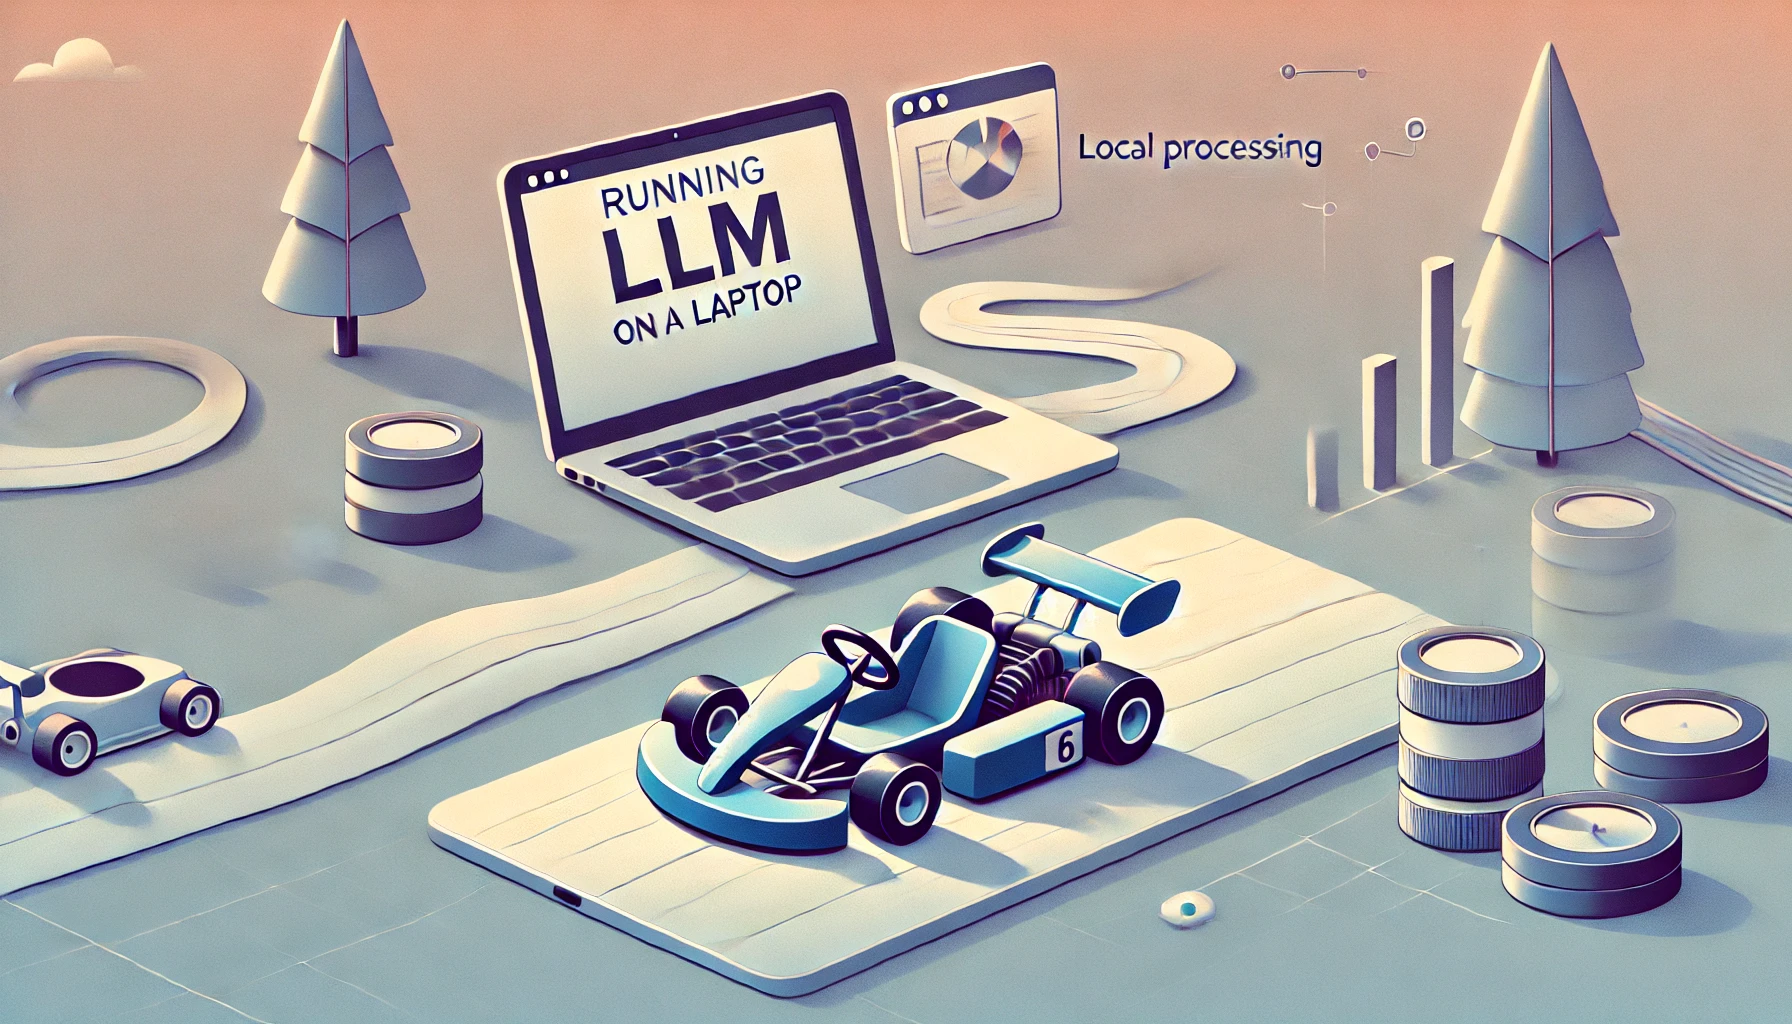 RUNNING
LLM
ON A LAPTOP
Local processing
6